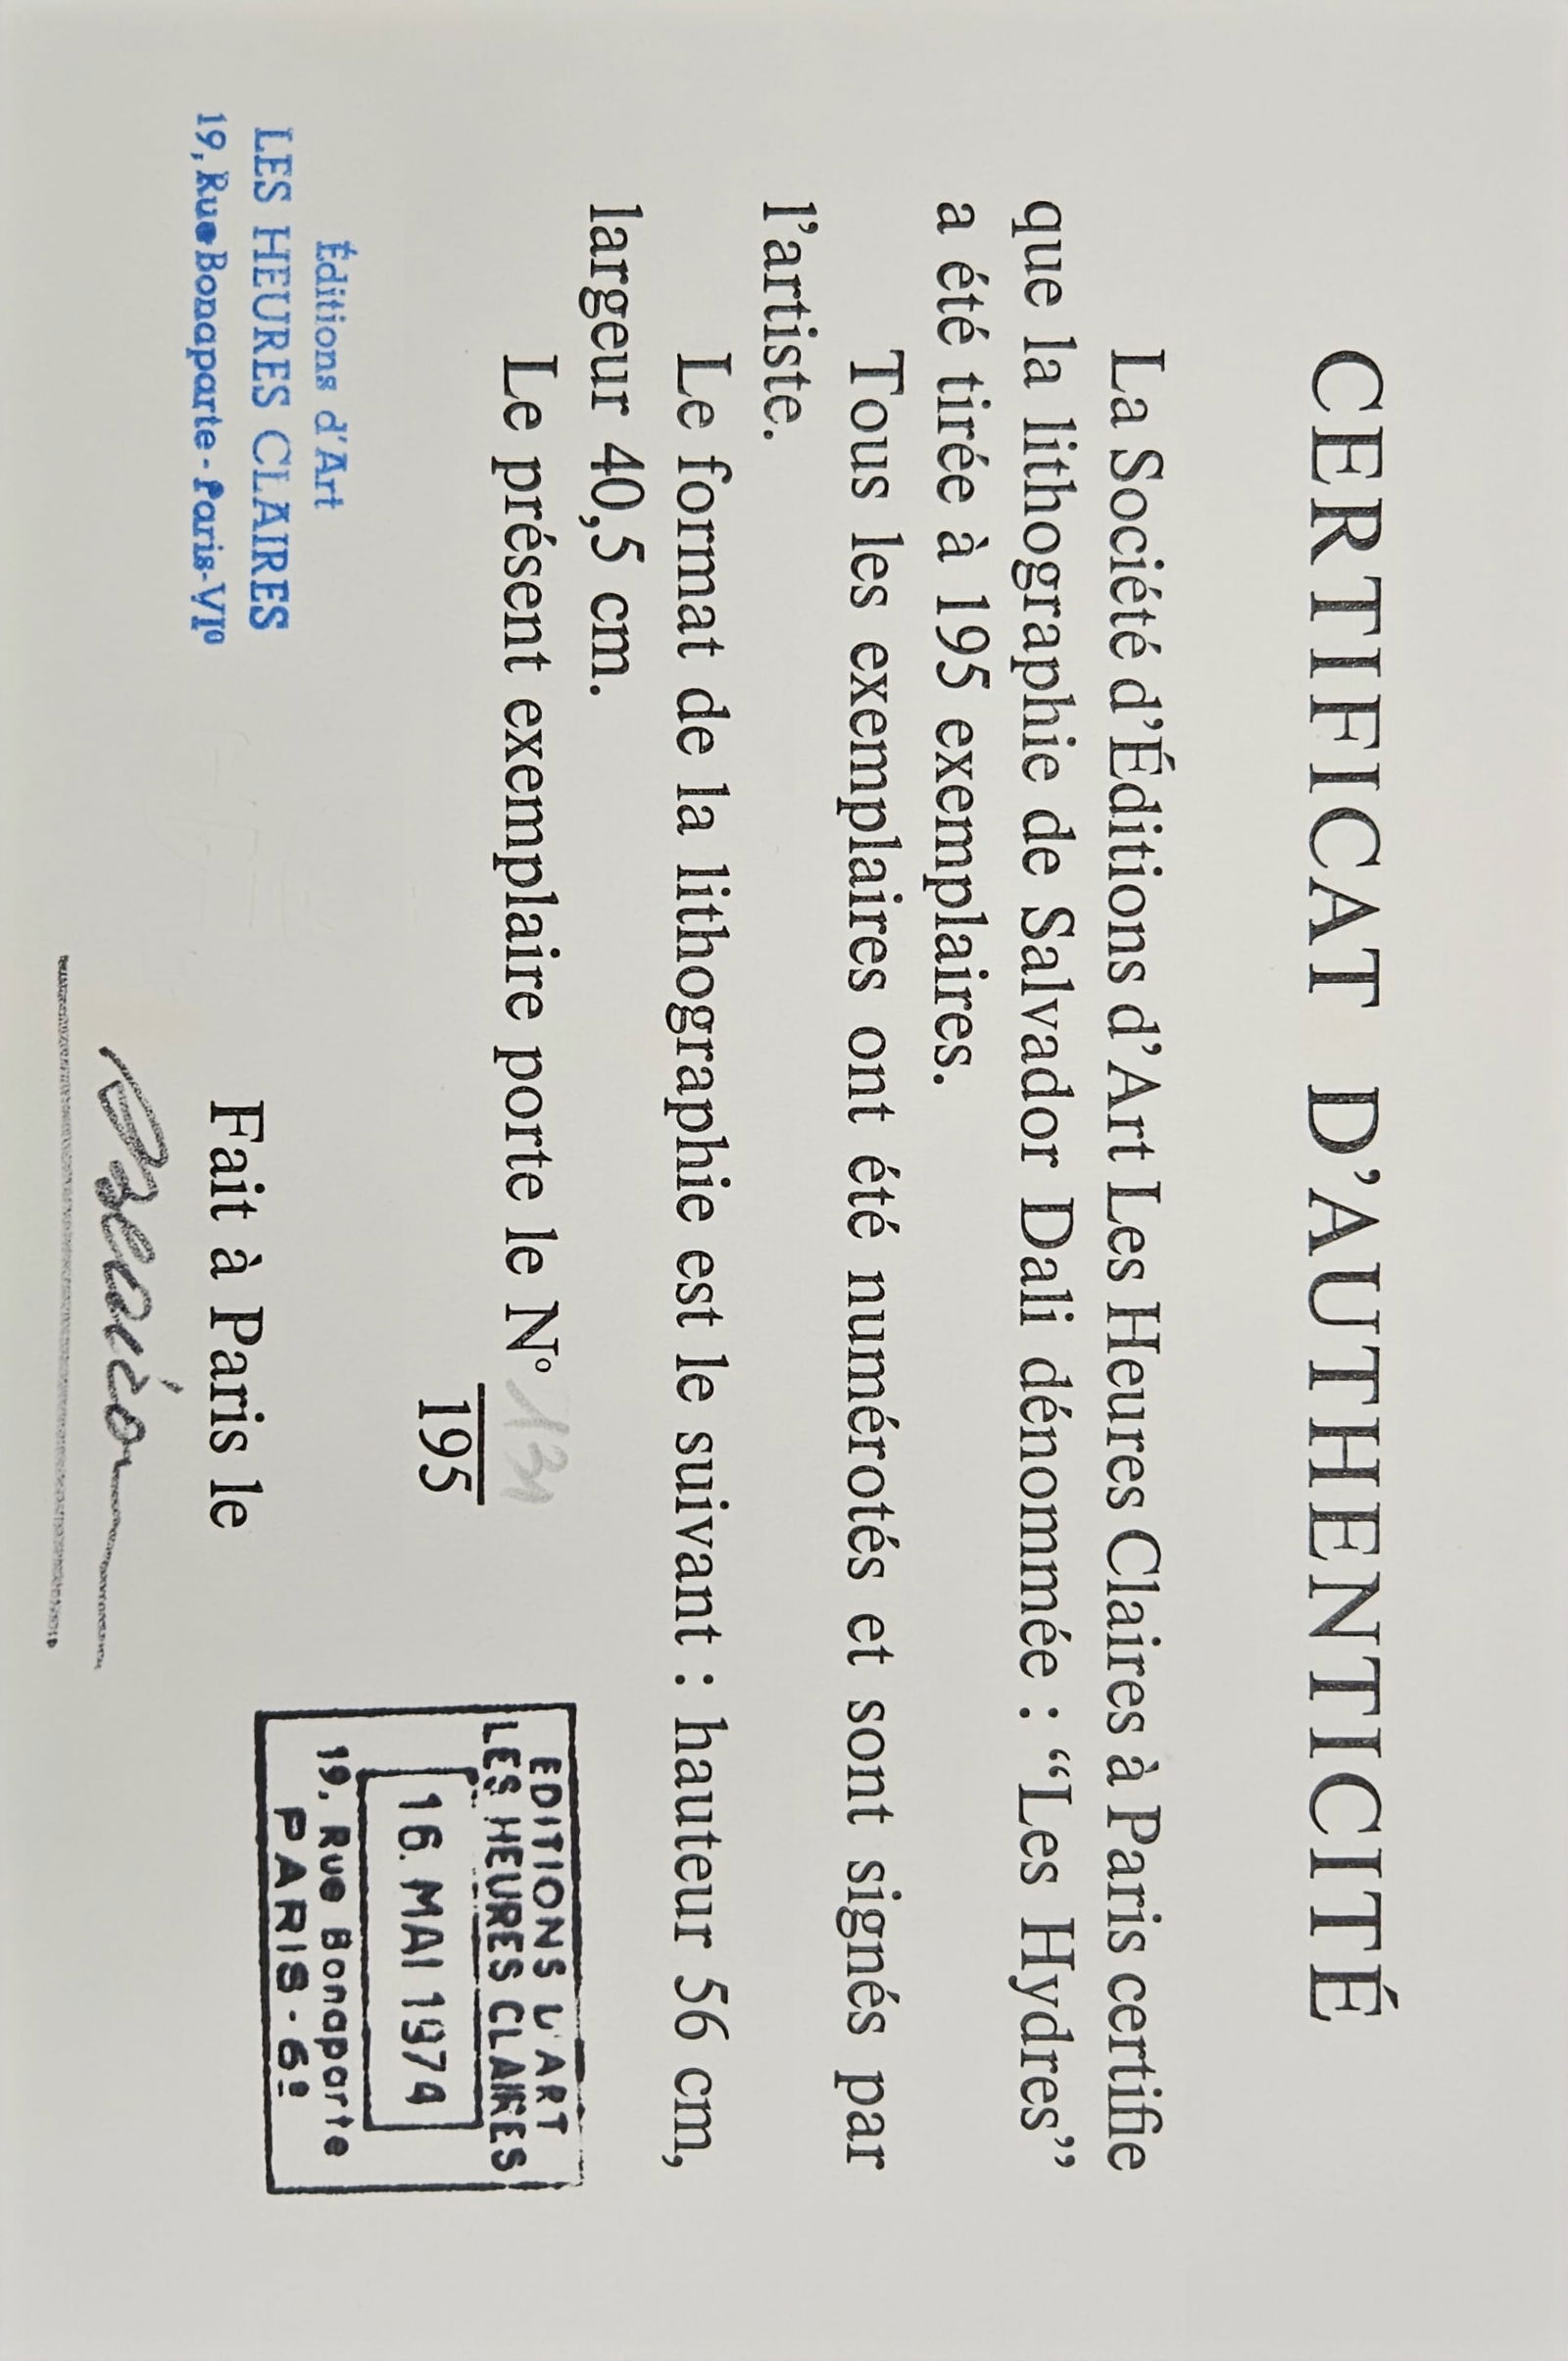 CERTIFICAT D'AUTHENTICITÉ
La Société d'Éditions d'Art Les Heures Claires à Paris certifie
que la lithographie de Salvador Dali dénommée : “Les Hydres”
a été tirée à 195 exemplaires.
Tous les exemplaires ont été numérotés et sont signés par
l'artiste.
Le format de la lithographie est le suivant : hauteur 56 cm,
largeur 40,5 cm.
Le présent exemplaire porte le N°
195
EDITIONS D'ART
LES HEURES CLAIRES
16. MAI 1974
19. Rue Bonaparte
PARIS - 6e
Éditions d'Art
LES HEURES CLAIRES
19, Rue Bonaparte - Paris-VIe
Fait à Paris le